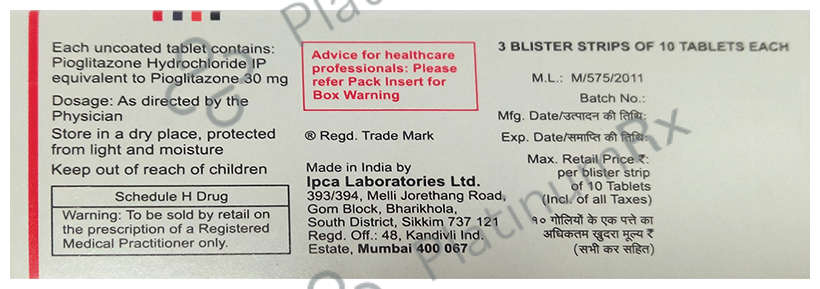 Each uncoated tablet contains:
Pioglitazone Hydrochloride IP
equivalent to Pioglitazone 30 mg
Dosage: As directed by the
Physician
Store in a dry place, protected
from light and moisture
Keep out of reach of children
Schedule H Drug
Warning: To be sold by retail on
the prescription of a Registered
Medical Practitioner only.
Advice for healthcare
professionals: Please
refer Pack Insert for
Box Warning
® Regd. Trade Mark
Made in India by
Ipca Laboratories Ltd.
393/394, Melli Jorethang Road,
Gom Block, Bharikhola,
South District, Sikkim 737 121
Regd. Off.: 48, Kandivli Ind.
Estate, Mumbai 400 067
3 BLISTER STRIPS OF 10 TABLETS EACH
M.L.: M/575/2011
Batch No.:
Mfg. Date/उत्पादन की तिथि:
Exp. Date/समाप्ति की तिथि:
Max. Retail Price ₹:
per blister strip
of 10 Tablets
(Incl. of all Taxes)
१० गोलियों के एक पत्ते का
अधिकतम खुदरा मूल्य ₹
(सभी कर सहित)
PlatinumRx
PlatinumRx